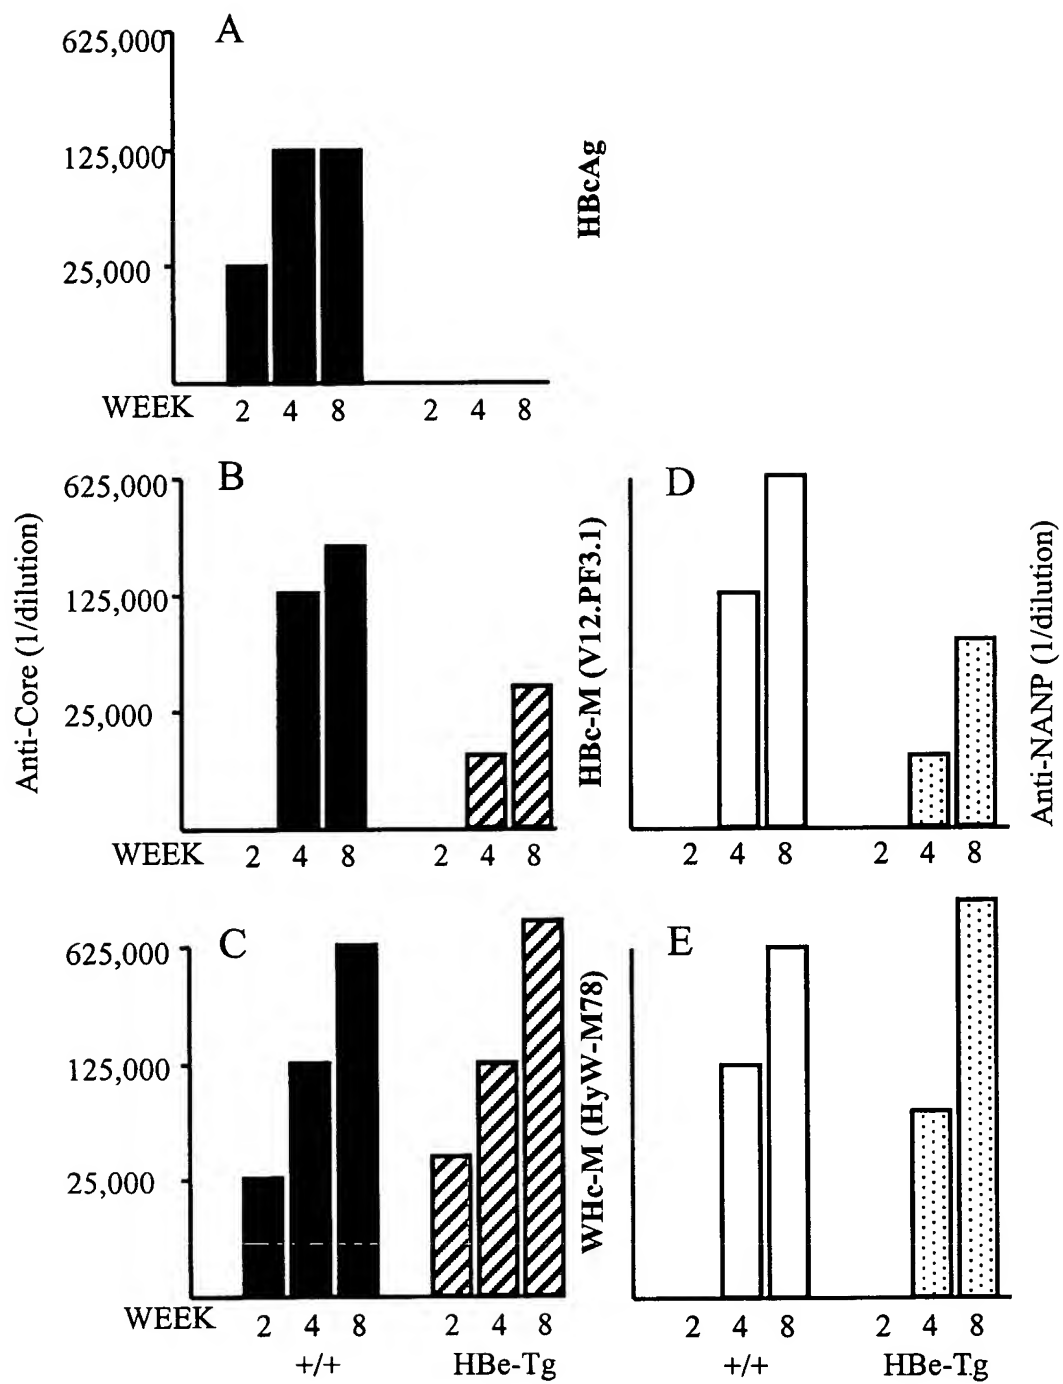 A
625,000
125,000
25,000
WEEK 2 4 8 2 4 8
HBcAg
Anti-Core (1/dilution)
B
625,000
125,000
25,000
WEEK 2 4 8 2 4 8
HBc-M (V12.PF3.1)
D
2 4 8 2 4 8
Anti-NANP (1/dilution)
C
625,000
125,000
25,000
WEEK 2 4 8 2 4 8
+/+ HBe-Tg
WHc-M (HyW-M78)
E
2 4 8 2 4 8
+/+ HBe-Tg